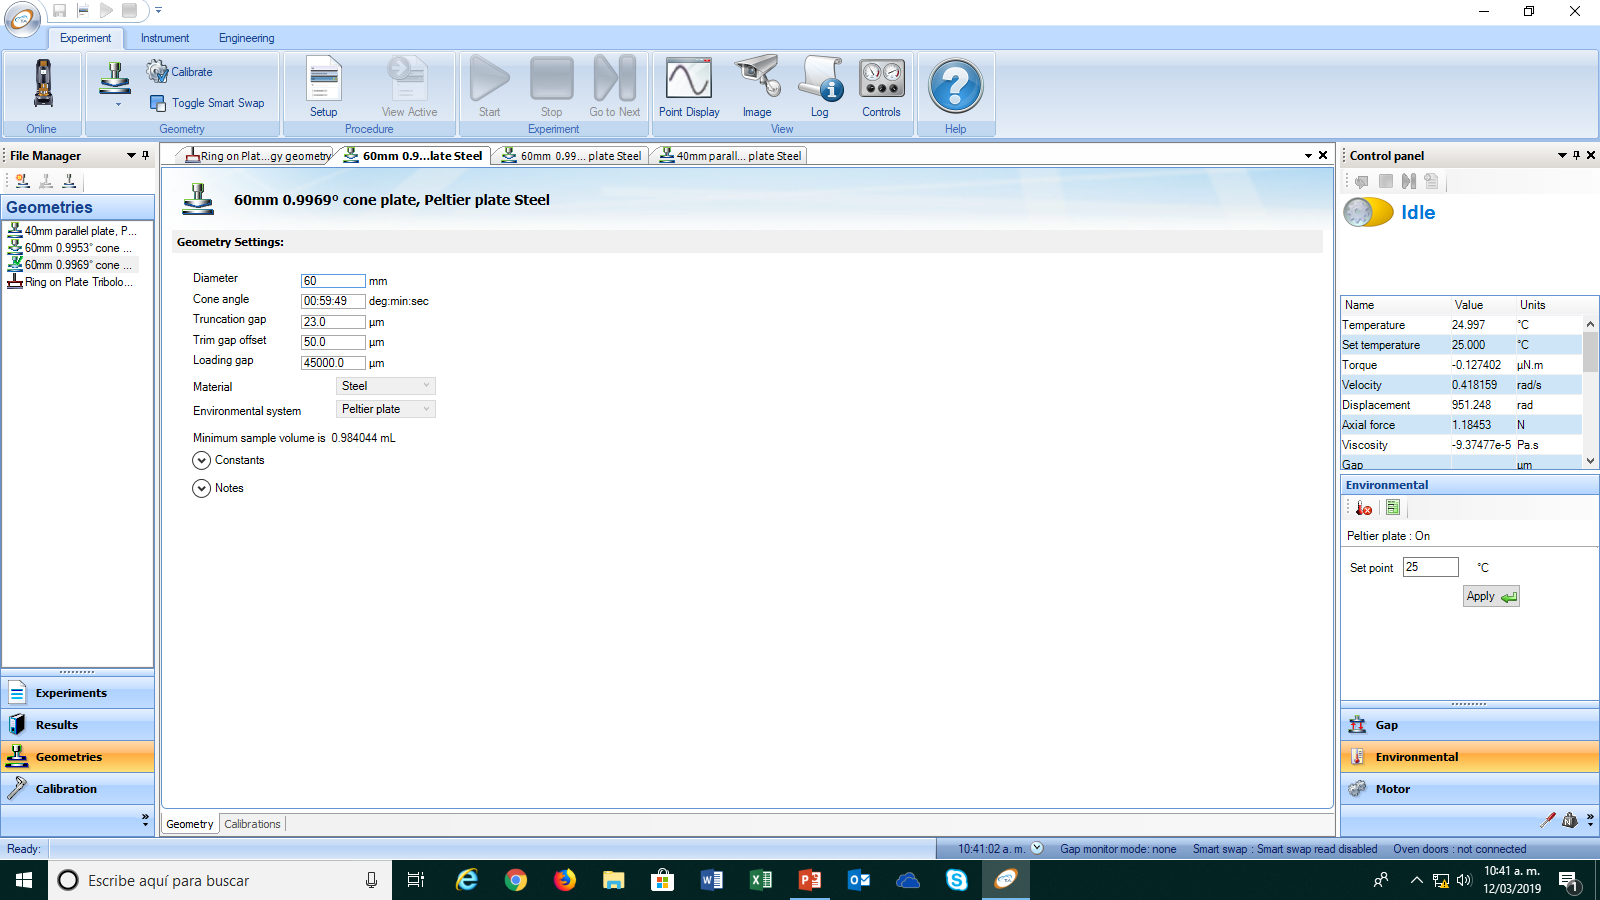 Experiment
Instrument
Engineering
Calibrate
Toggle Smart Swap
Setup
View Active
Start
Stop
Go to Next
Point Display
Image
Log
Controls
Online
Geometry
Procedure
Experiment
View
Help
File Manager
Ring on Plat...gy geometry
60mm 0.9...late Steel
60mm 0.99... plate Steel
40mm parall... plate Steel
Control panel
Geometries
40mm parallel plate, P...
60mm 0.9953° cone ...
60mm 0.9969° cone ...
Ring on Plate Tribolo...
60mm 0.9969° cone plate, Peltier plate Steel
Geometry Settings:
Diameter 60 mm
Cone angle 00:59:49 deg:min:sec
Truncation gap 23.0 µm
Trim gap offset 50.0 µm
Loading gap 45000.0 µm
Material Steel
Environmental system Peltier plate
Minimum sample volume is 0.984044 mL
Constants
Notes
Idle
Name Value Units
Temperature 24.997 °C
Set temperature 25.000 °C
Torque -0.127402 µN.m
Velocity 0.418159 rad/s
Displacement 951.248 rad
Axial force 1.18453 N
Viscosity -9.37477e-5 Pa.s
Gap µm
Environmental
Peltier plate : On
Set point 25 °C
Apply
Experiments
Results
Geometries
Calibration
Gap
Environmental
Motor
Geometry
Calibrations
Ready:
10:41:02 a. m.
Gap monitor mode: none
Smart swap : Smart swap read disabled
Oven doors : not connected
Escribe aquí para buscar
10:41 a. m.
12/03/2019
1